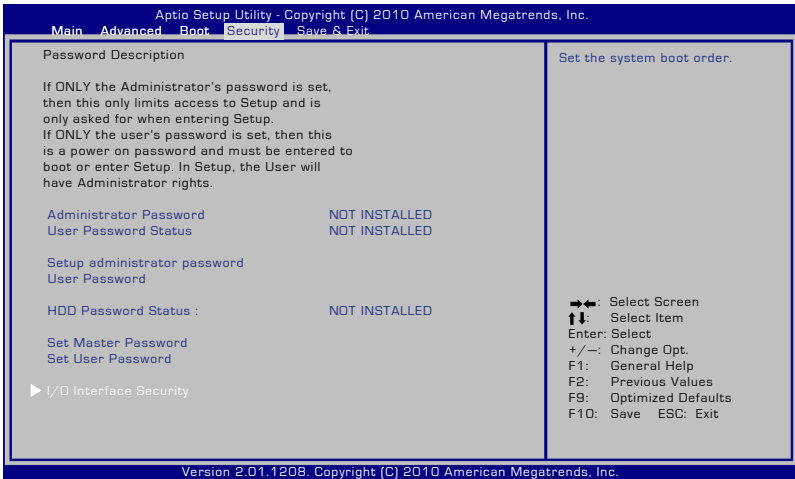 Aptio Setup Utility - Copyright (C) 2010 American Megatrends, Inc.
Main Advanced Boot Security Save & Exit
Password Description
If ONLY the Administrator's password is set,
then this only limits access to Setup and is
only asked for when entering Setup.
If ONLY the user's password is set, then this
is a power on password and must be entered to
boot or enter Setup. In Setup, the User will
have Administrator rights.
Administrator Password NOT INSTALLED
User Password Status NOT INSTALLED
Setup administrator password
User Password
HDD Password Status : NOT INSTALLED
Set Master Password
Set User Password
▶ I/O Interface Security
Set the system boot order.
→←: Select Screen
↑↓: Select Item
Enter: Select
+/—: Change Opt.
F1: General Help
F2: Previous Values
F9: Optimized Defaults
F10: Save ESC: Exit
Version 2.01.1208. Copyright (C) 2010 American Megatrends, Inc.